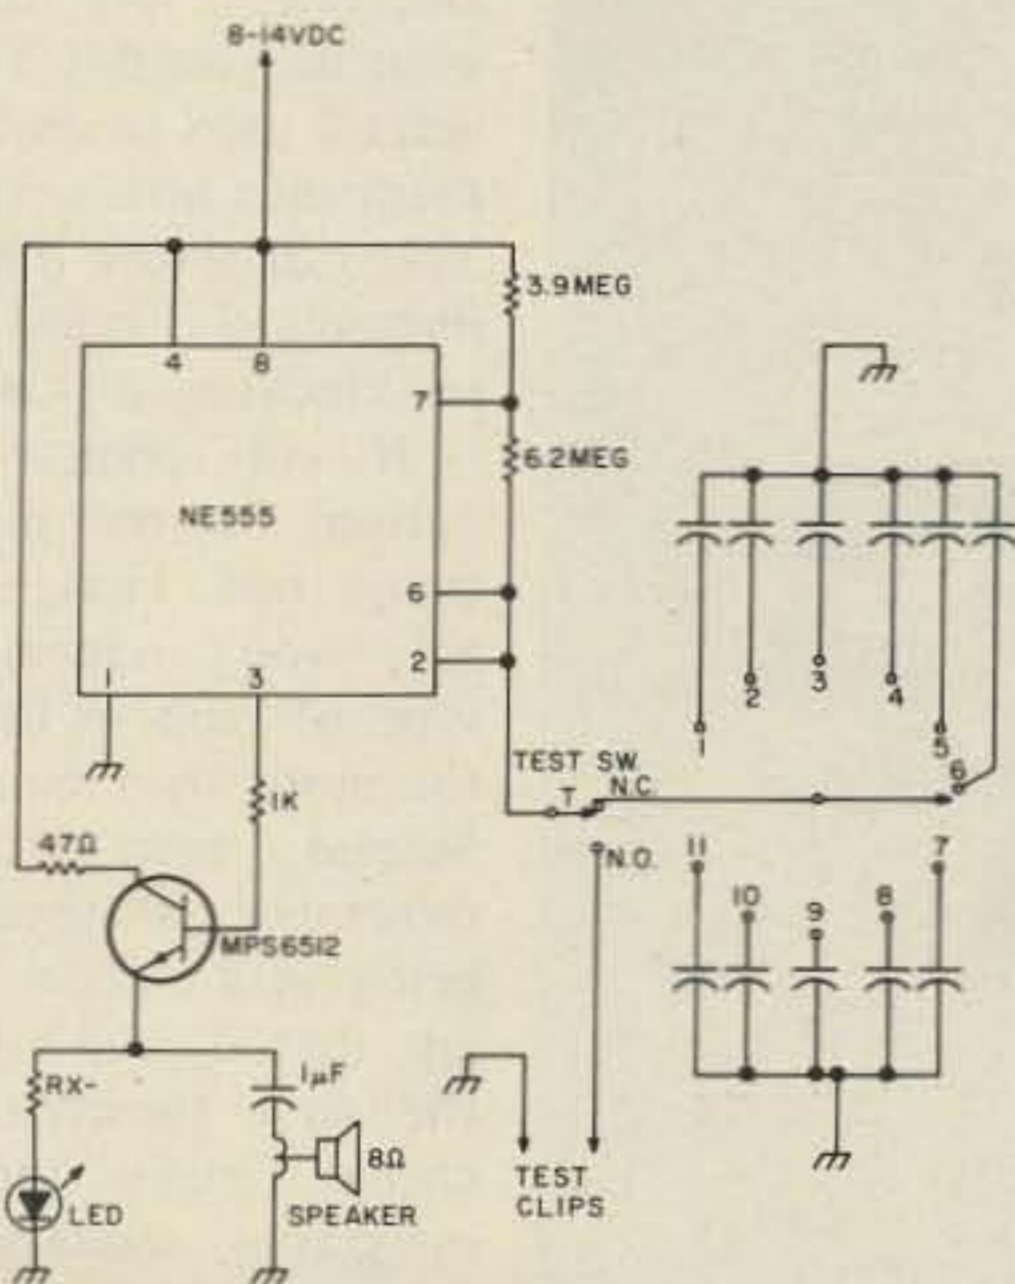 8-14VDC
3.9MEG
4 8
7
6.2MEG
NE555
6
2
1 3
1 2 3 4 5 6
TEST SW.
T N.C.
1K
N.O.
47Ω
MPS6512
11 10 9 8 7
RX-
1µF
8Ω
LED
SPEAKER
TEST
CLIPS